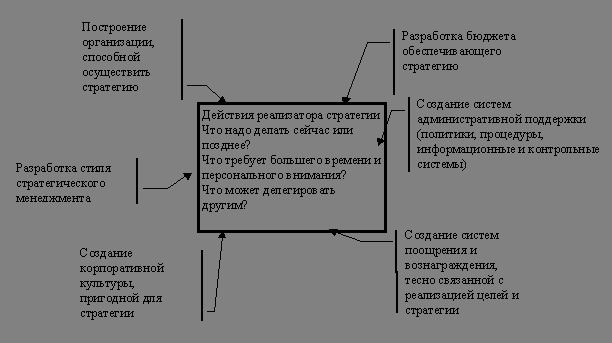 Построение
организации,
способной
осуществить
стратегию
Разработка бюджета
обеспечивающего
стратегию
Действия реализатора стратегии
Что надо делать сейчас или
позднее?
Что требует большего времени и
персонального внимания?
Что может делегировать
другим?
Создание систем
административной поддержки
(политики, процедуры,
информационные и контрольные
системы)
Разработка стиля
стратегического
менеджмента
Создание
корпоративной
культуры,
пригодной для
стратегии
Создание систем
поощрения и
вознаграждения,
тесно связанной с
реализацией целей и
стратегии